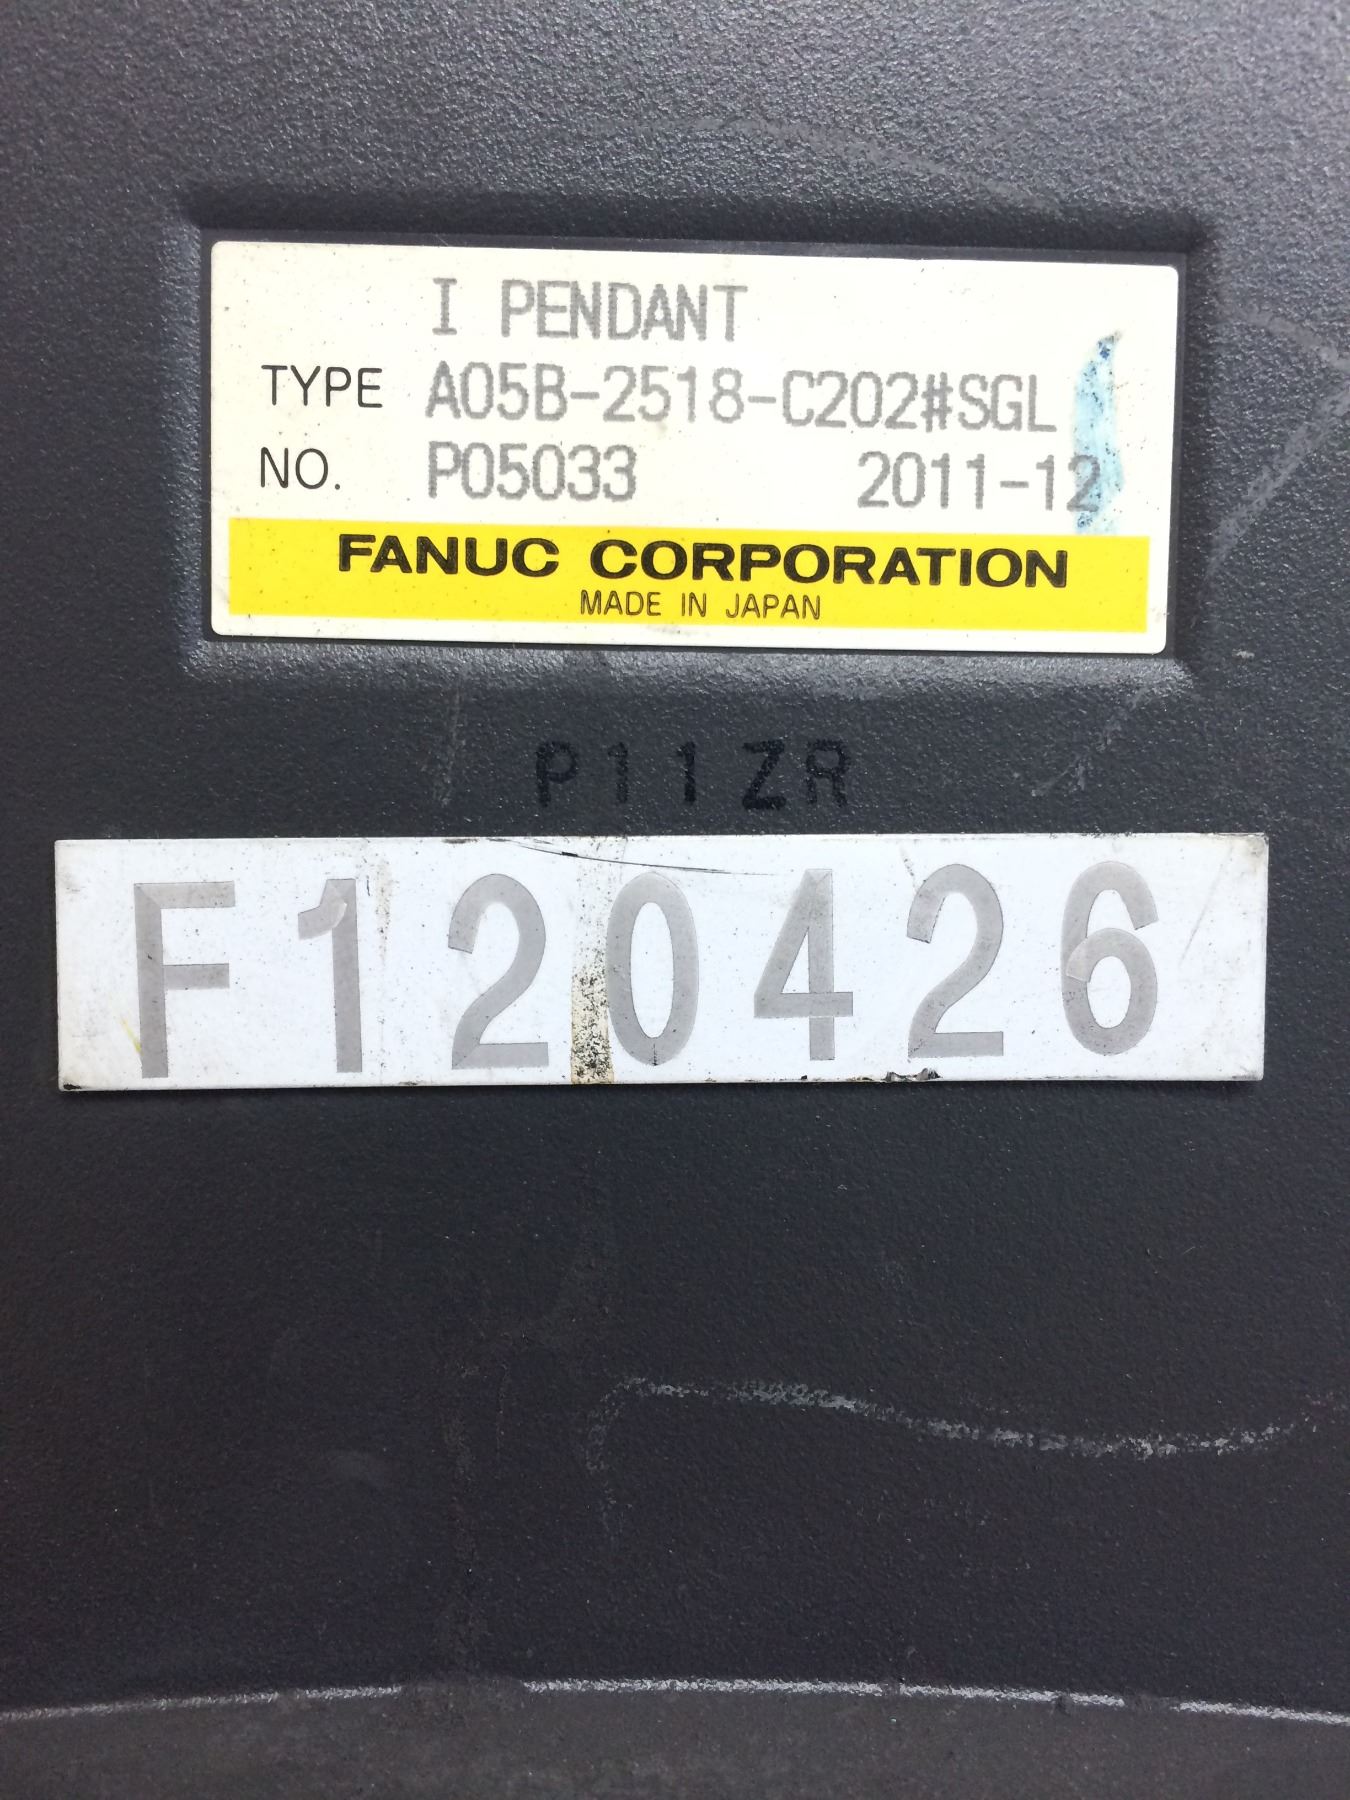 I PENDANT
TYPE A05B-2518-C202#SGL
NO. P05033 2011-12
FANUC CORPORATION
MADE IN JAPAN
P11ZR
F120426